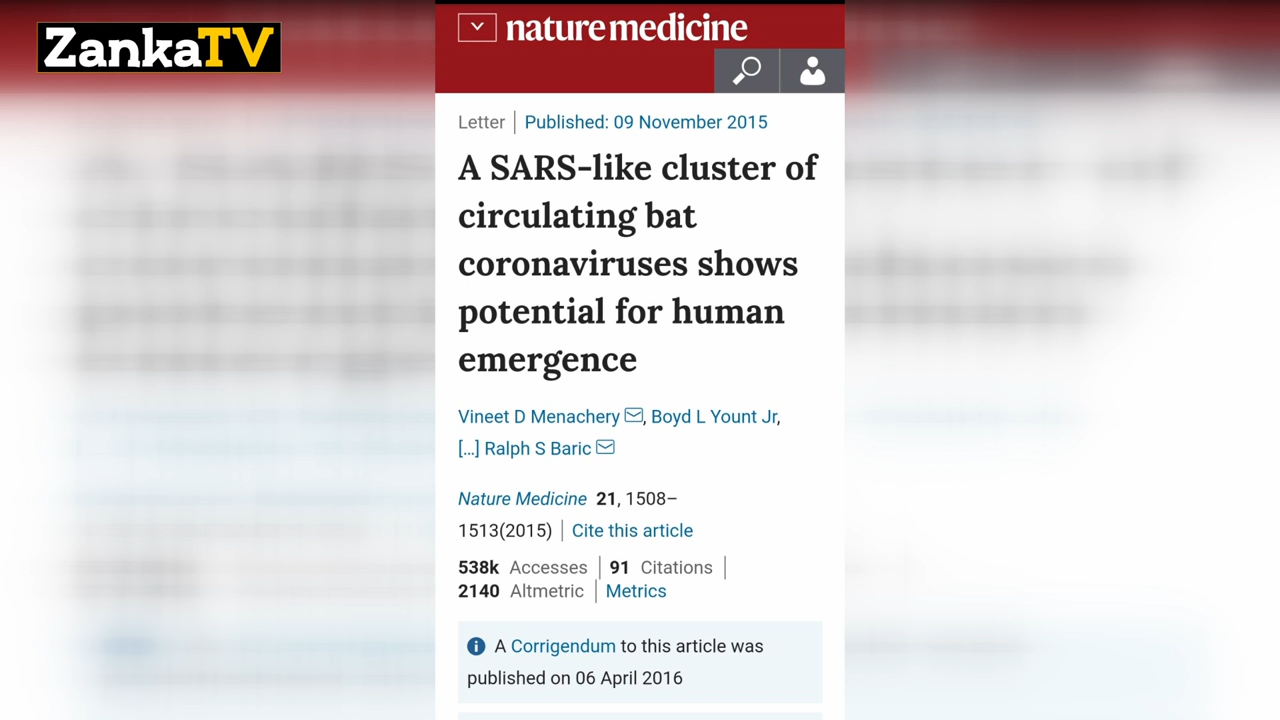 ZankaTV
nature medicine
Letter | Published: 09 November 2015
A SARS-like cluster of
circulating bat
coronaviruses shows
potential for human
emergence
Vineet D Menachery, Boyd L Yount Jr,
[...] Ralph S Baric
Nature Medicine 21, 1508–
1513(2015) | Cite this article
538k Accesses | 91 Citations |
2140 Altmetric | Metrics
A Corrigendum to this article was
published on 06 April 2016